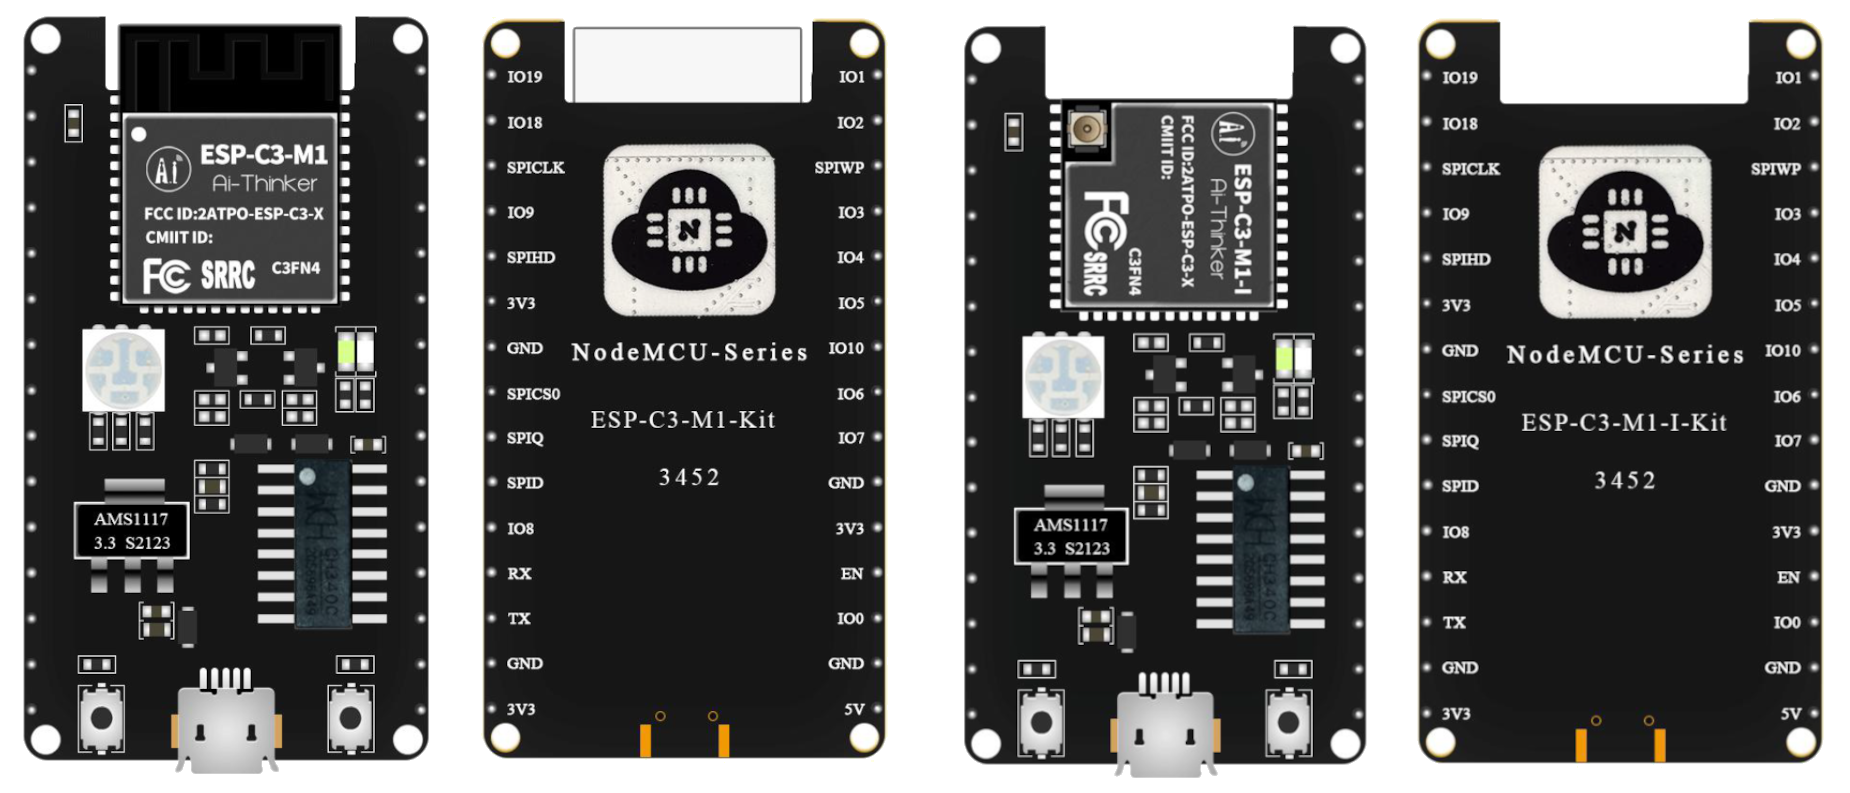 Ai
ESP-C3-M1
Ai-Thinker
FCC ID:2ATPO-ESP-C3-X
CMIIT ID:
FC SRRC C3FN4
AMS1117
3.3 S2123
IO19 IO1
IO18 IO2
SPICLK SPIWP
IO9 IO3
SPIHD IO4
3V3 IO5
GND IO10
SPICS0 IO6
SPIQ IO7
SPID GND
IO8 3V3
RX EN
TX IO0
GND GND
3V3 5V
N
NodeMCU-Series
ESP-C3-M1-Kit
3452
Ai
ESP-C3-M1-I
Ai-Thinker
FCC ID:2ATPO-ESP-C3-X
CMIIT ID:
FC SRRC C3FN4
AMS1117
3.3 S2123
CH340C
IO19 IO1
IO18 IO2
SPICLK SPIWP
IO9 IO3
SPIHD IO4
3V3 IO5
GND IO10
SPICS0 IO6
SPIQ IO7
SPID GND
IO8 3V3
RX EN
TX IO0
GND GND
3V3 5V
N
NodeMCU-Series
ESP-C3-M1-I-Kit
3452